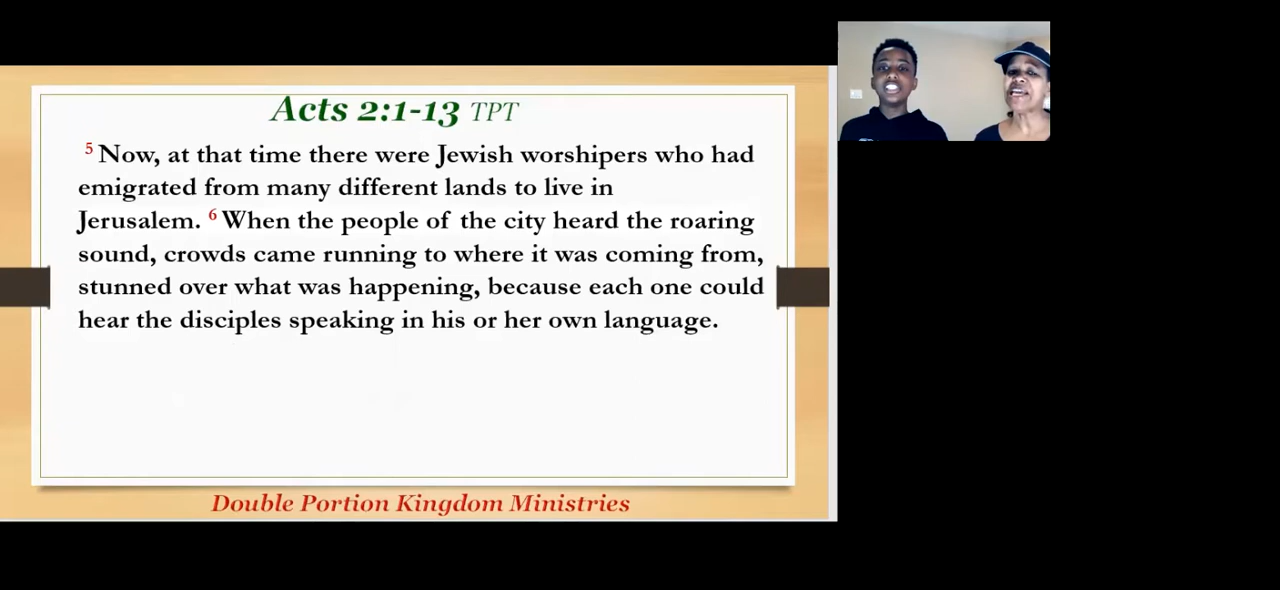 Acts 2:1-13 TPT
5 Now, at that time there were Jewish worshipers who had
emigrated from many different lands to live in
Jerusalem. 6 When the people of the city heard the roaring
sound, crowds came running to where it was coming from,
stunned over what was happening, because each one could
hear the disciples speaking in his or her own language.
Double Portion Kingdom Ministries